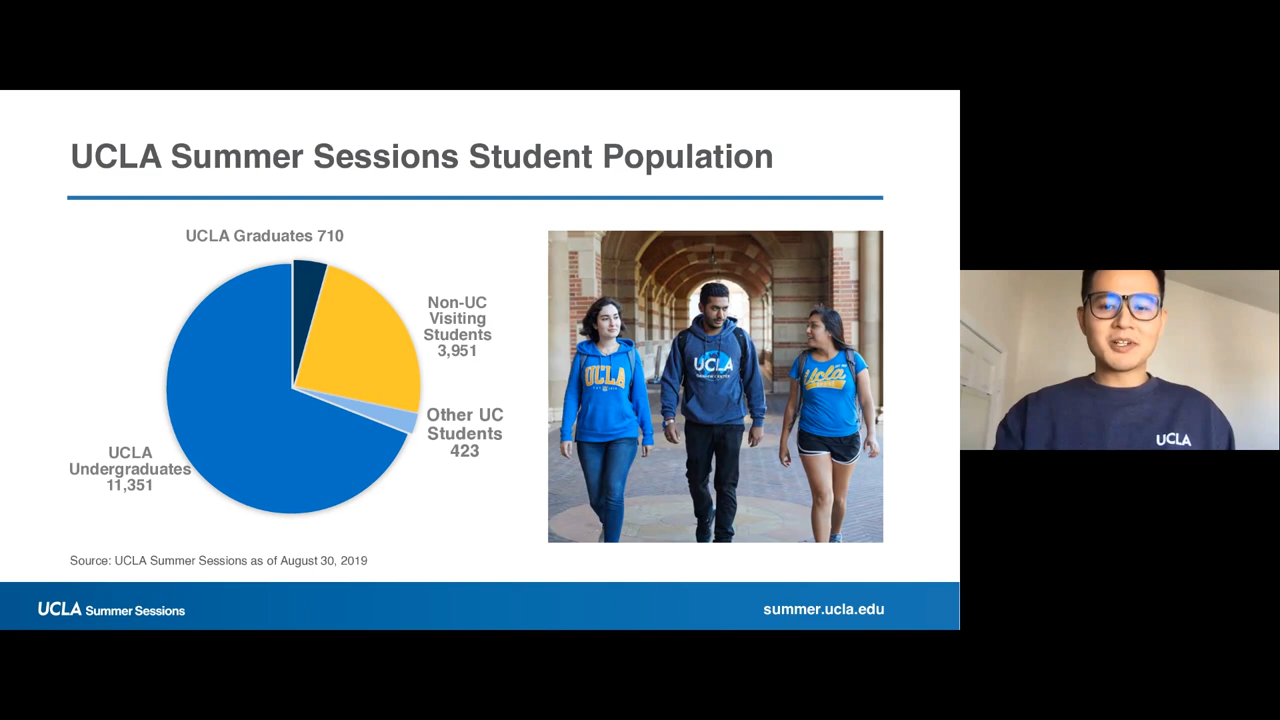 UCLA Summer Sessions Student Population
UCLA Graduates 710
Non-UC
Visiting
Students
3,951
Other UC
Students
423
UCLA
Undergraduates
11,351
UCLA
UCLA
Ucla
Source: UCLA Summer Sessions as of August 30, 2019
UCLA Summer Sessions
summer.ucla.edu
UCLA